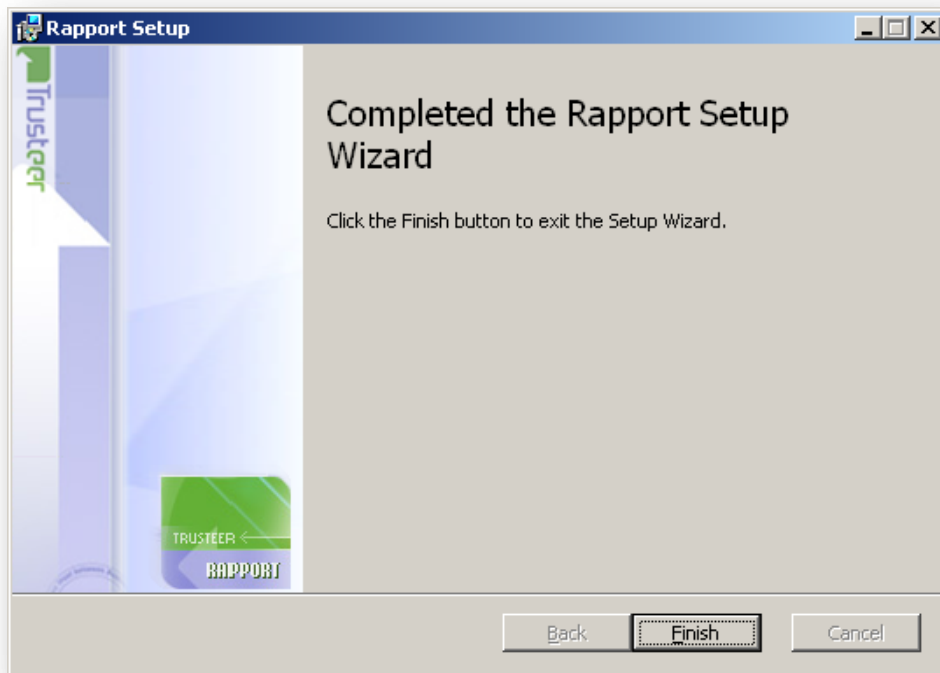 Rapport Setup
Trusteer
Completed the Rapport Setup
Wizard
Click the Finish button to exit the Setup Wizard.
TRUSTEER
RAPPORT
Back
Finish
Cancel